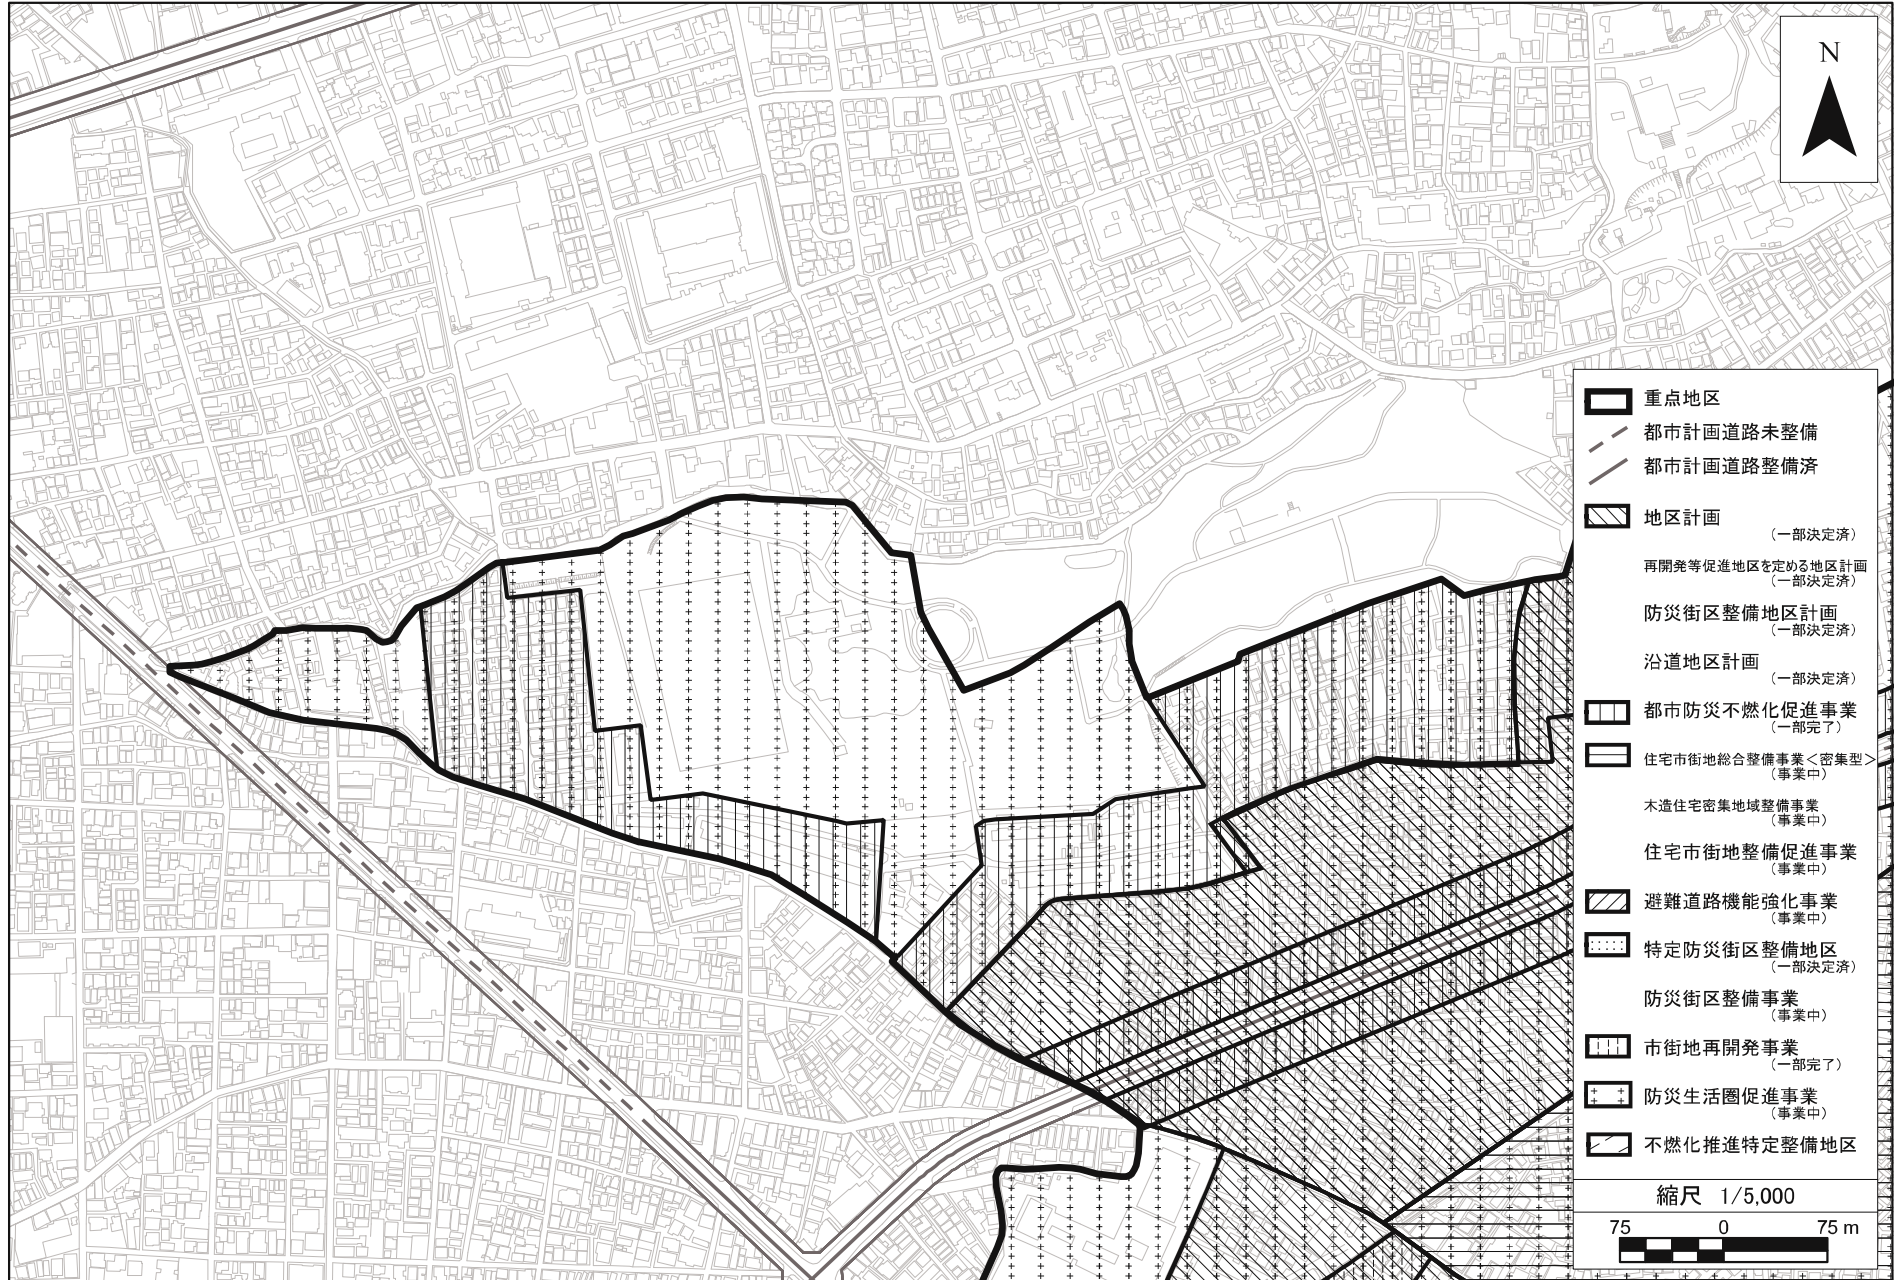 N
重点地区
都市計画道路未整備
都市計画道路整備済
地区計画
（一部決定済）
再開発等促進地区を定める地区計画
（一部決定済）
防災街区整備地区計画
（一部決定済）
沿道地区計画
（一部決定済）
都市防災不燃化促進事業
（一部完了）
住宅市街地総合整備事業＜密集型＞
（事業中）
木造住宅密集地域整備事業
（事業中）
住宅市街地整備促進事業
（事業中）
避難道路機能強化事業
（事業中）
特定防災街区整備地区
（一部決定済）
防災街区整備事業
（事業中）
市街地再開発事業
（一部完了）
防災生活圏促進事業
（事業中）
不燃化推進特定整備地区
縮尺 1/5,000
75 0 75 m